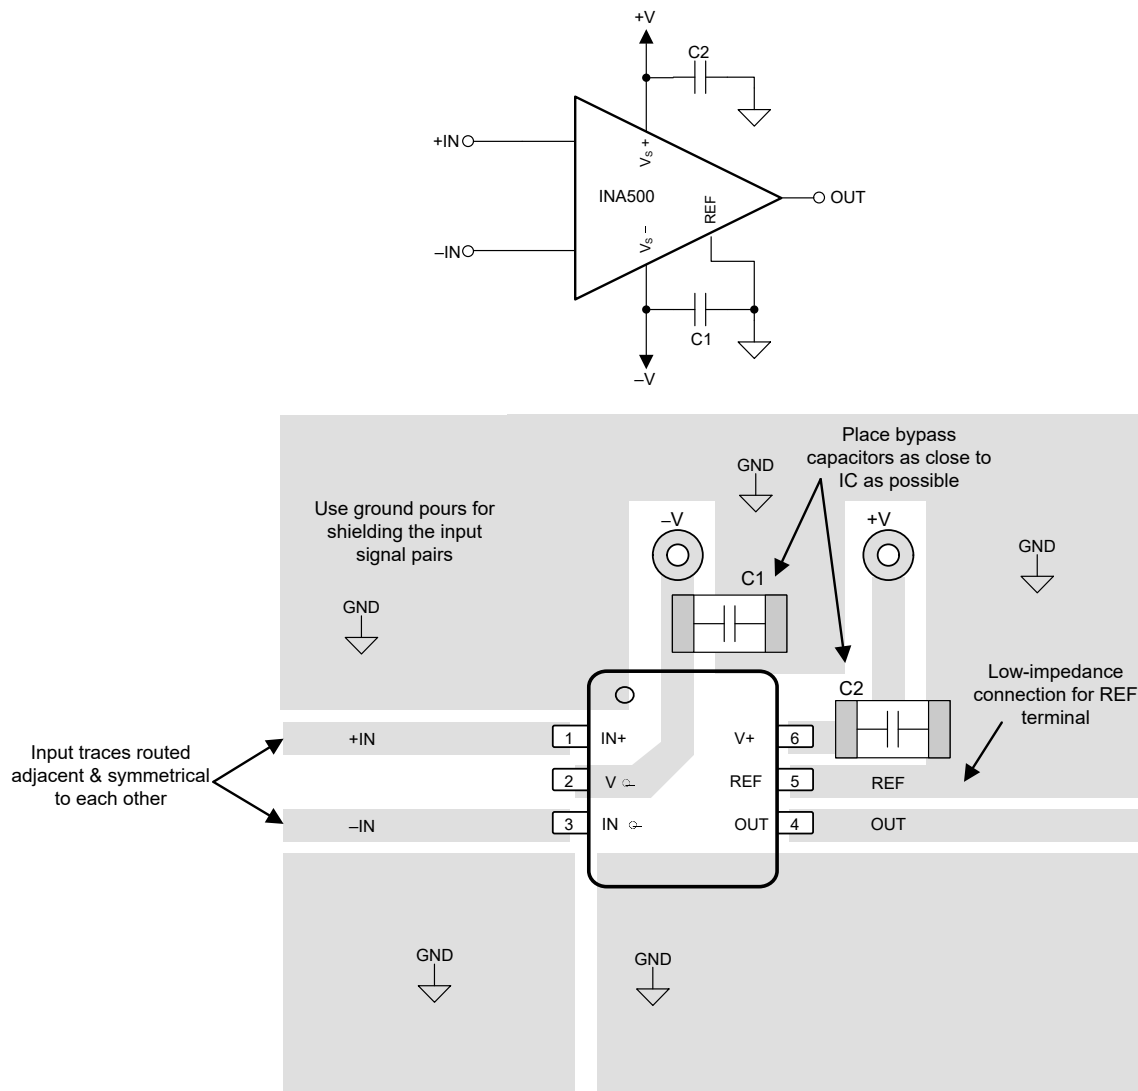 +V
C2
+IN
Vs +
INA500
REF
OUT
Vs –
–IN
C1
–V
Place bypass
capacitors as close to
IC as possible
GND
Use ground pours for
shielding the input
signal pairs
–V
+V
GND
C1
GND
Low-impedance
connection for REF
terminal
C2
Input traces routed
adjacent & symmetrical
to each other
+IN
1 IN+
V+ 6
2 V
REF 5
REF
–IN
3 IN
OUT 4
OUT
GND
GND